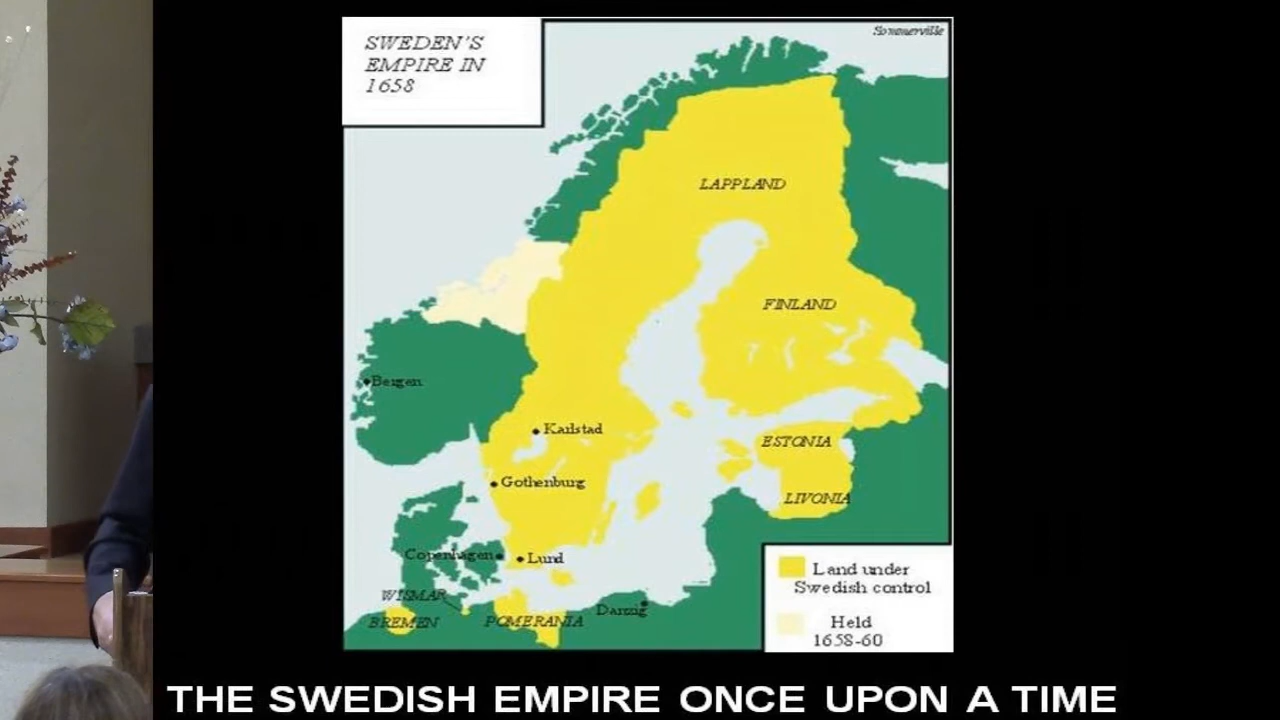 SWEDEN'S
EMPIRE IN
1658
Sommerville
LAPPLAND
FINLAND
Bergen
Karlstad
ESTONIA
Gothenburg
LIVONIA
Copenhagen
Lund
WISMAR
Danzig
BREMEN
POMERANIA
Land under
Swedish control
Held
1658-60
THE SWEDISH EMPIRE ONCE UPON A TIME